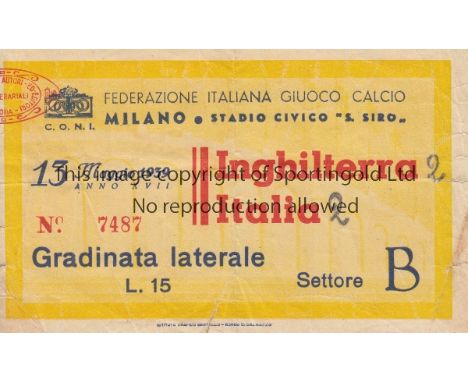 FEDERAZIONE ITALIANA GIUOCO CALCIO
C.O.N.I.
MILANO • STADIO CIVICO "S. SIRO„
13 Maggio 1939
ANNO XVII
Inghilterra 2
Italia 2
This image Copyright of Sportingold Ltd
No reproduction allowed
Nº 7487
Gradinata laterale
L. 15
Settore B